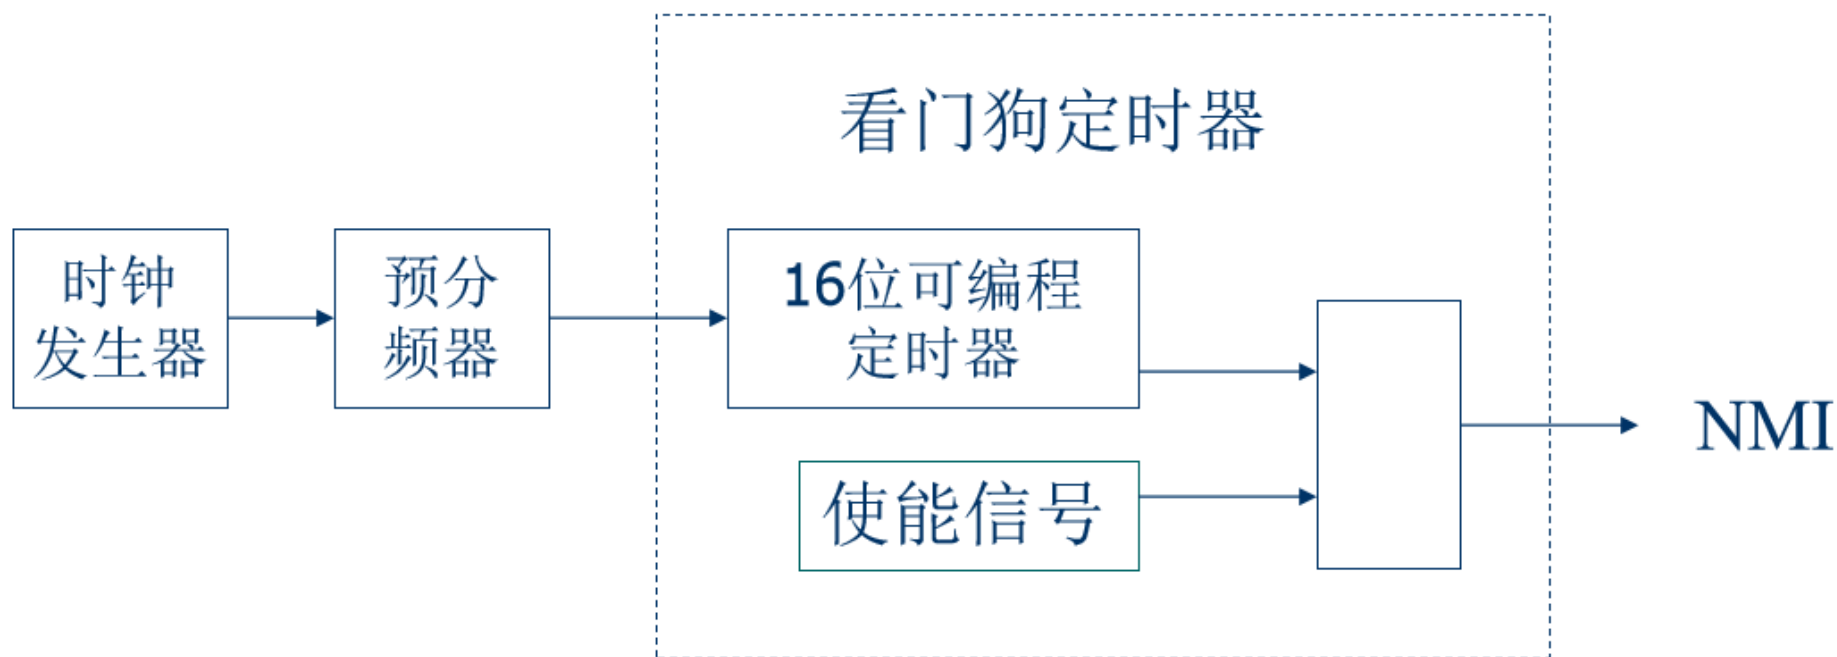 看门狗定时器
时钟
发生器
预分
频器
16位可编程
定时器
使能信号
NMI